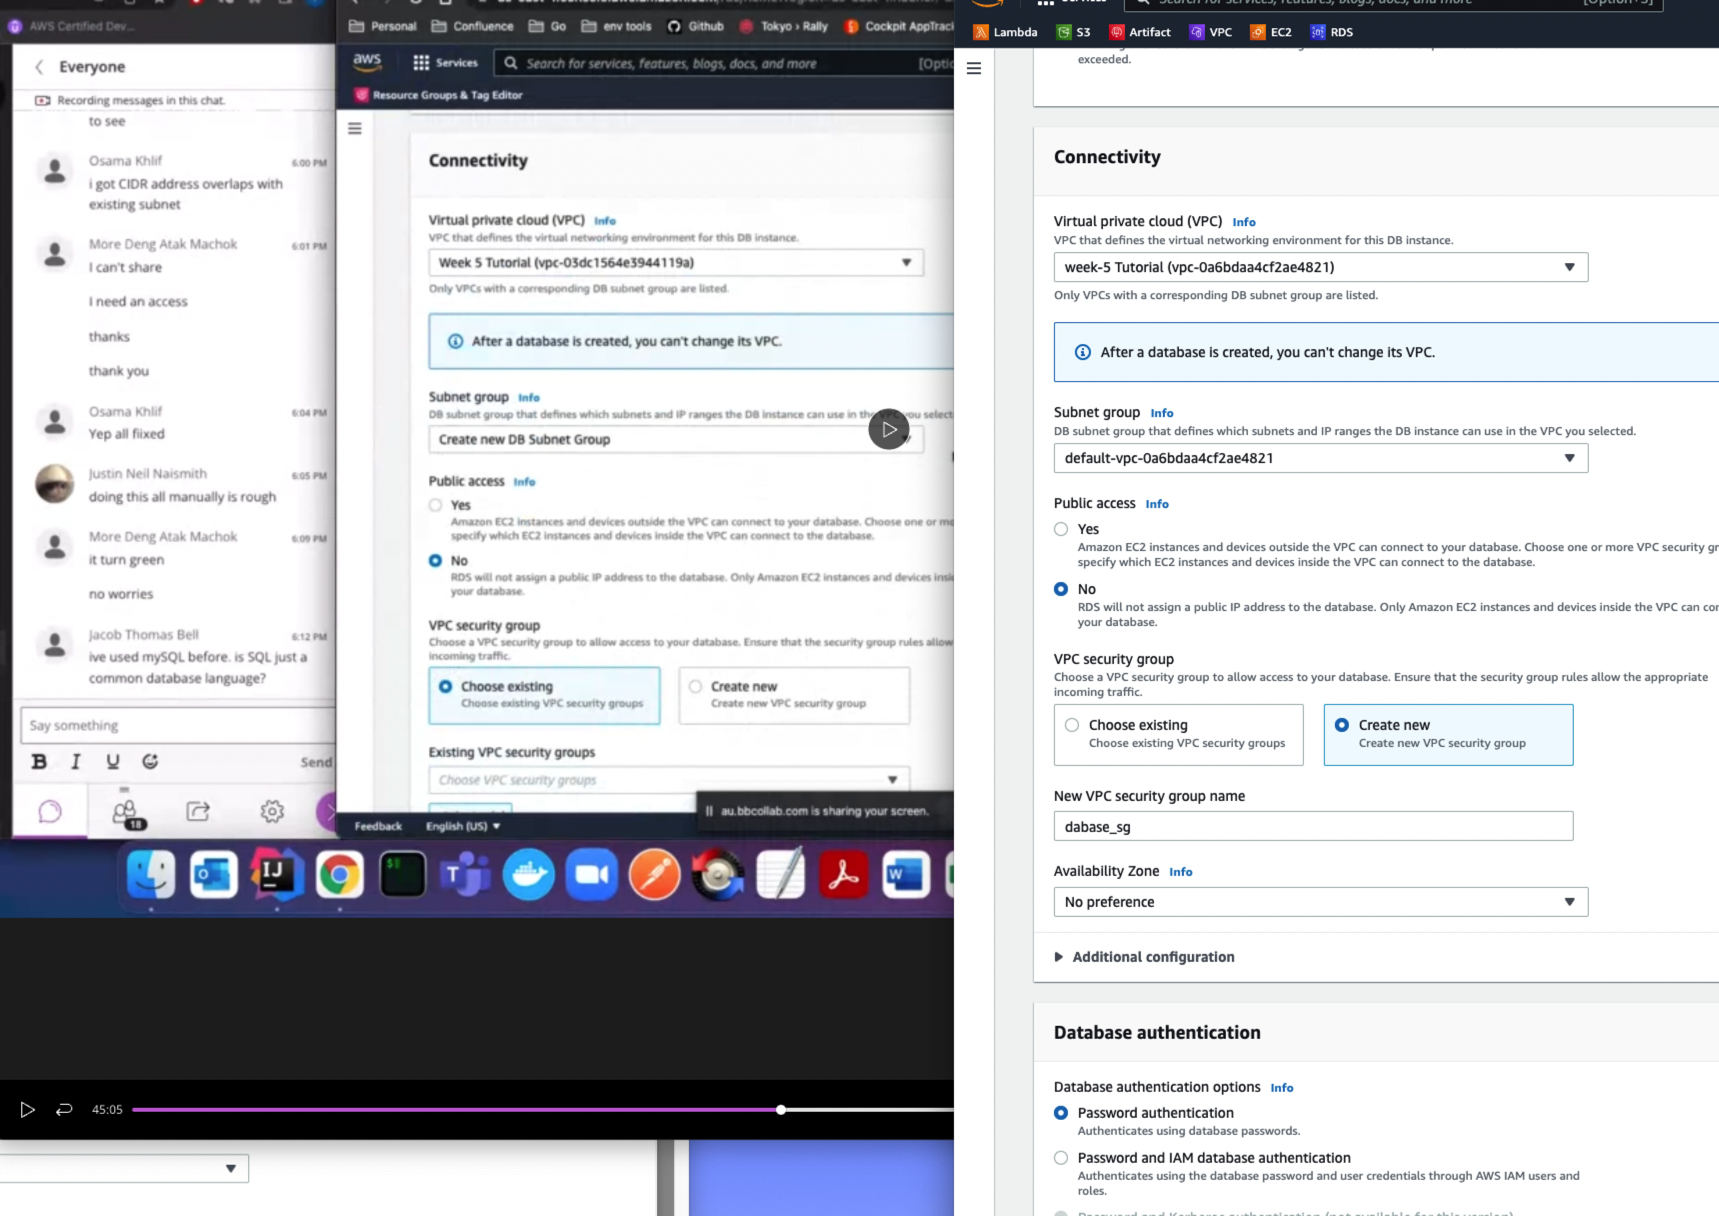 AWS Certified Dev...
Everyone
Recording messages in this chat.
to see
Osama Khlif
6:00 PM
i got CIDR address overlaps with
existing subnet
More Deng Atak Machok
6:01 PM
I can't share
I need an access
thanks
thank you
Osama Khlif
6:04 PM
Yep all fiixed
Justin Neil Naismith
6:05 PM
doing this all manually is rough
More Deng Atak Machok
6:09 PM
it turn green
no worries
Jacob Thomas Bell
6:12 PM
ive used mySQL before. is SQL just a
common database language?
Say something
B I U
Send
18
Personal Confluence Go env tools Github Tokyo › Rally Cockpit AppTrac
aws Services Search for services, features, blogs, docs, and more [Optio
Resource Groups & Tag Editor
Connectivity
Virtual private cloud (VPC) Info
VPC that defines the virtual networking environment for this DB instance.
Week 5 Tutorial (vpc-03dc1564e3944119a)
Only VPCs with a corresponding DB subnet group are listed.
After a database is created, you can't change its VPC.
Subnet group Info
DB subnet group that defines which subnets and IP ranges the DB instance can use in the VPC you select
Create new DB Subnet Group
Public access Info
Yes
Amazon EC2 instances and devices outside the VPC can connect to your database. Choose one or mo
specify which EC2 instances and devices inside the VPC can connect to the database.
No
RDS will not assign a public IP address to the database. Only Amazon EC2 instances and devices insi
your database.
VPC security group
Choose a VPC security group to allow access to your database. Ensure that the security group rules allow
incoming traffic.
Choose existing
Choose existing VPC security groups
Create new
Create new VPC security group
Existing VPC security groups
Choose VPC security groups
au.bbcollab.com is sharing your screen.
Feedback English (US)
45:05
Lambda S3 Artifact VPC EC2 RDS
exceeded.
Connectivity
Virtual private cloud (VPC) Info
VPC that defines the virtual networking environment for this DB instance.
week-5 Tutorial (vpc-0a6bdaa4cf2ae4821)
Only VPCs with a corresponding DB subnet group are listed.
After a database is created, you can't change its VPC.
Subnet group Info
DB subnet group that defines which subnets and IP ranges the DB instance can use in the VPC you selected.
default-vpc-0a6bdaa4cf2ae4821
Public access Info
Yes
Amazon EC2 instances and devices outside the VPC can connect to your database. Choose one or more VPC security gr
specify which EC2 instances and devices inside the VPC can connect to the database.
No
RDS will not assign a public IP address to the database. Only Amazon EC2 instances and devices inside the VPC can con
your database.
VPC security group
Choose a VPC security group to allow access to your database. Ensure that the security group rules allow the appropriate
incoming traffic.
Choose existing
Choose existing VPC security groups
Create new
Create new VPC security group
New VPC security group name
dabase_sg
Availability Zone Info
No preference
Additional configuration
Database authentication
Database authentication options Info
Password authentication
Authenticates using database passwords.
Password and IAM database authentication
Authenticates using the database password and user credentials through AWS IAM users and
roles.